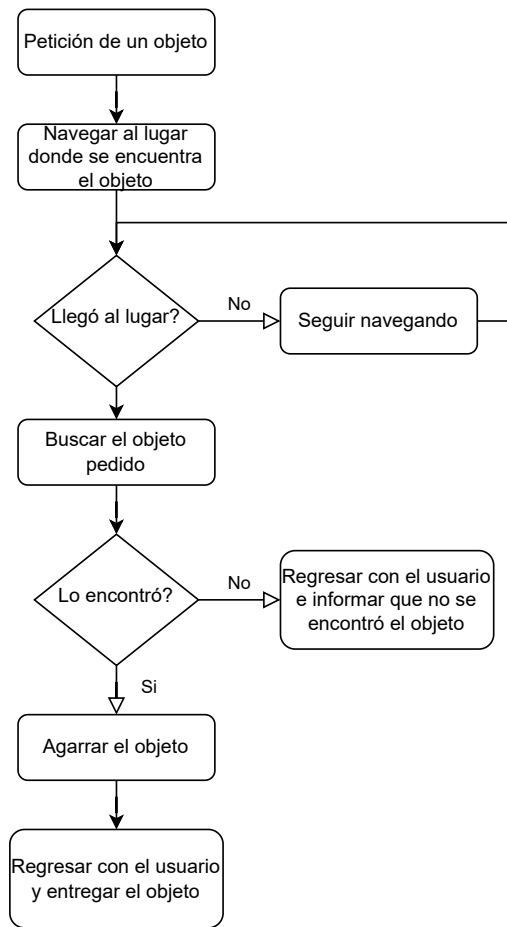 Petición de un objeto
Navegar al lugar
donde se encuentra
el objeto
Llegó al lugar?
No
Seguir navegando
Buscar el objeto
pedido
Lo encontró?
No
Regresar con el usuario
e informar que no se
encontró el objeto
Si
Agarrar el objeto
Regresar con el usuario
y entregar el objeto